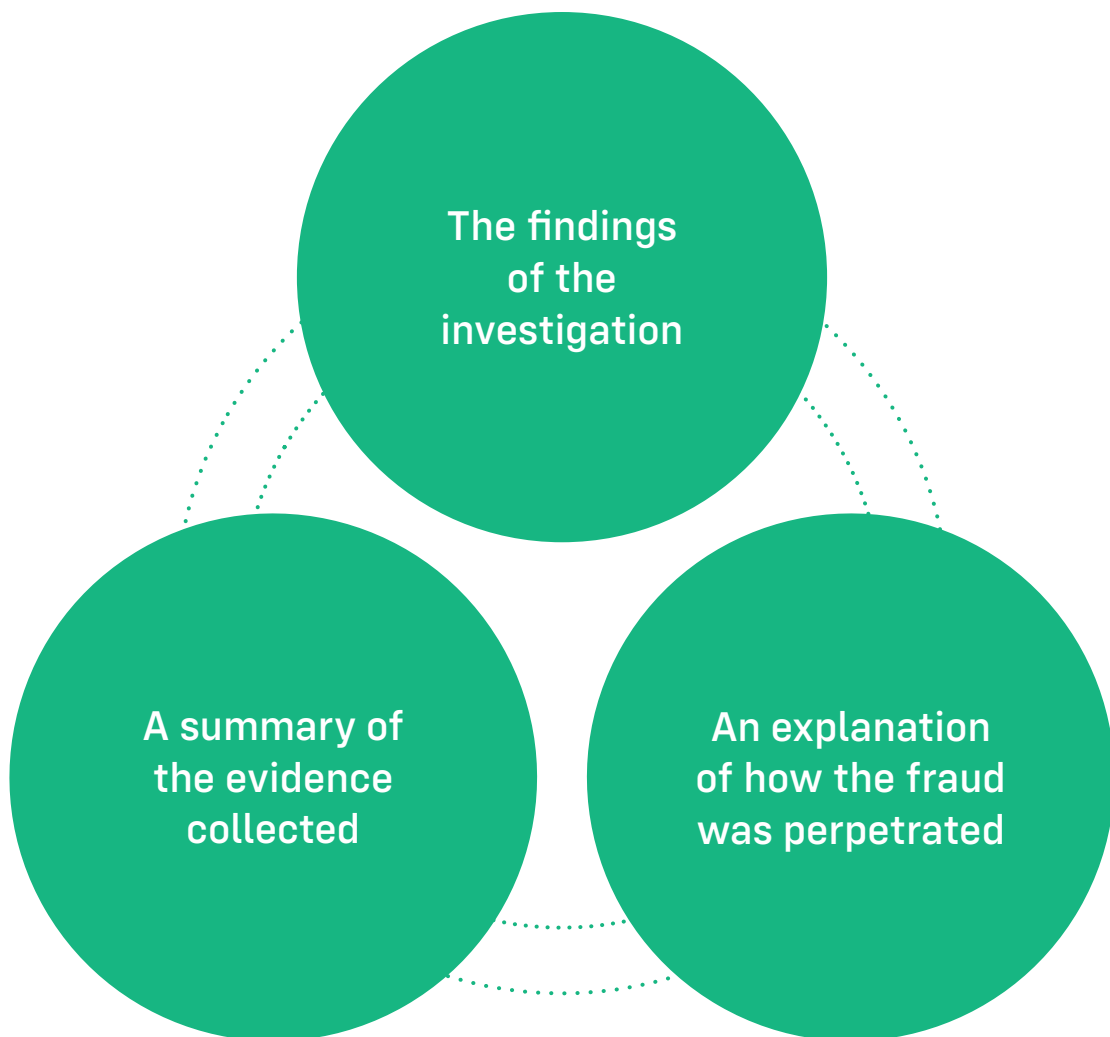 The findings
of the
investigation
A summary of
the evidence
collected
An explanation
of how the fraud
was perpetrated